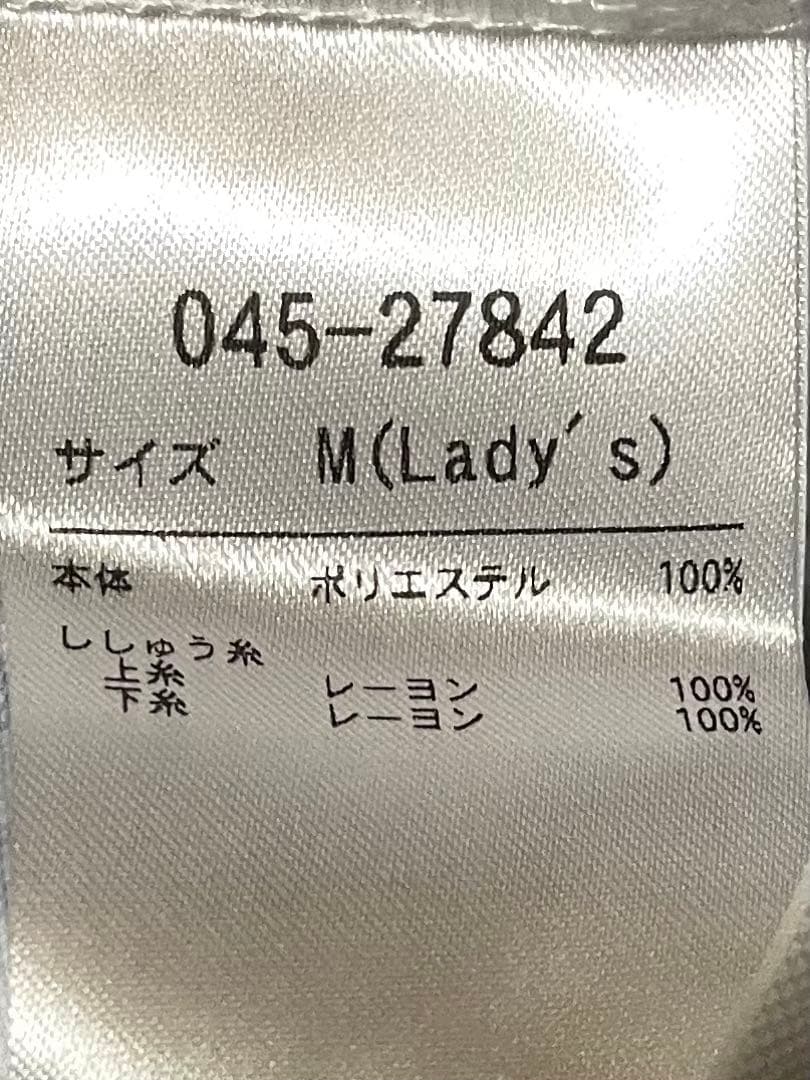 045-27842
サイズ M(Lady's)
本体 ポリエステル 100%
ししゅう糸
上糸 レーヨン 100%
下糸 レーヨン 100%